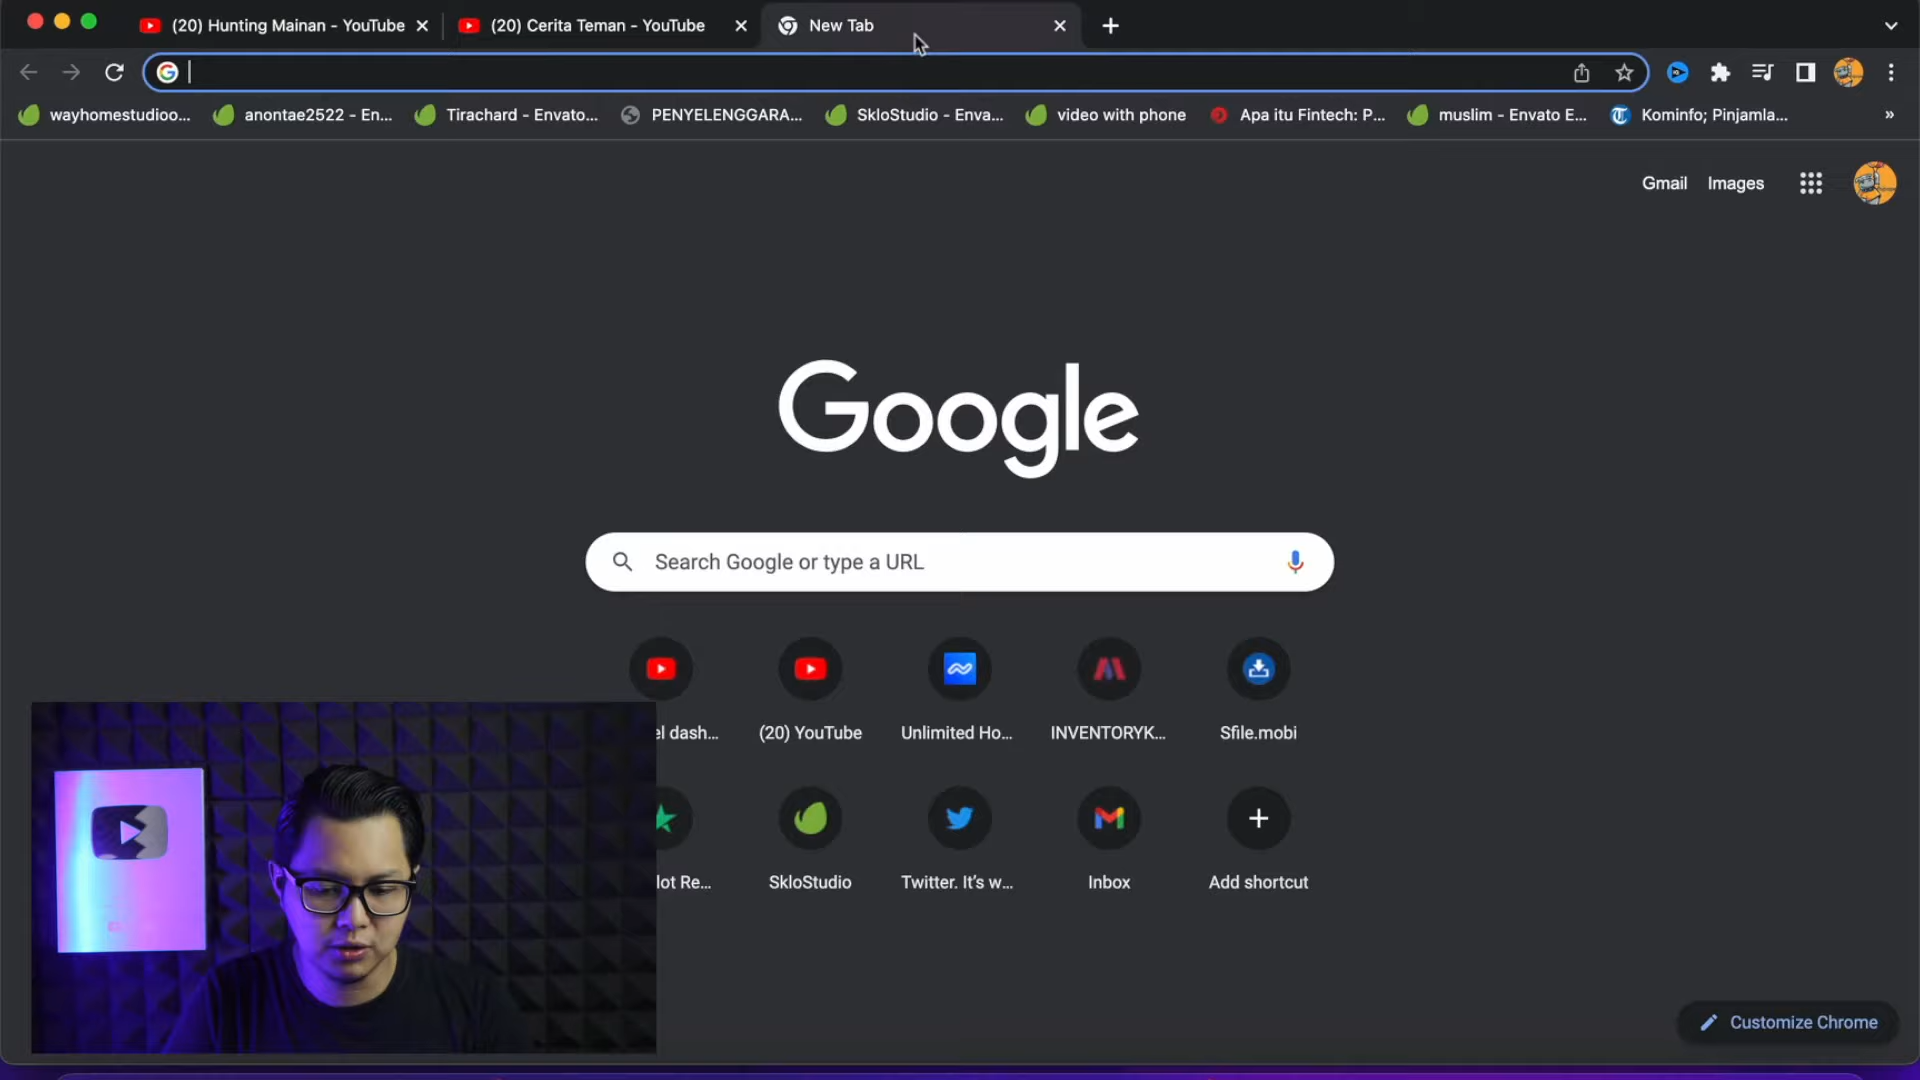 (20) Hunting Mainan - YouTube
(20) Cerita Teman - YouTube
New Tab
wayhomestudioo...
anontae2522 - En...
Tirachard - Envato...
PENYELENGGARA...
SkloStudio - Enva...
video with phone
Apa itu Fintech: P...
muslim - Envato E...
Kominfo; Pinjamla...
»
Gmail
Images
Google
Search Google or type a URL
el dash...
(20) YouTube
Unlimited Ho...
INVENTORYK...
Sfile.mobi
lot Re...
SkloStudio
Twitter. It's w...
Inbox
Add shortcut
Customize Chrome